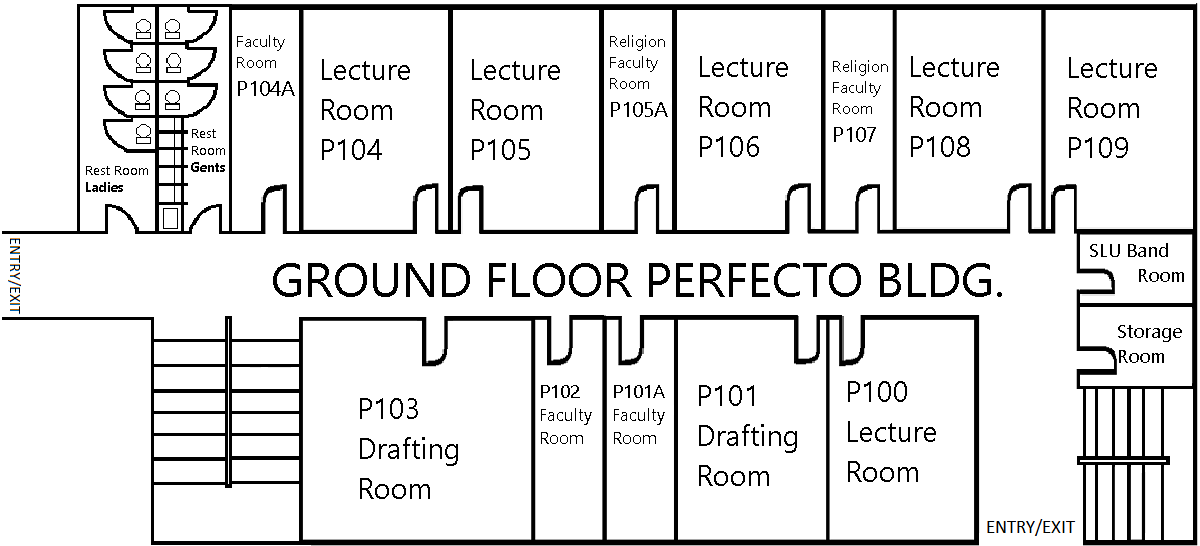 Rest Room
Ladies
Rest
Room
Gents
Faculty
Room
P104A
Lecture
Room
P104
Lecture
Room
P105
Religion
Faculty
Room
P105A
Lecture
Room
P106
Religion
Faculty
Room
P107
Lecture
Room
P108
Lecture
Room
P109
ENTRY/EXIT
GROUND FLOOR PERFECTO BLDG.
SLU Band
Room
Storage
Room
P103
Drafting
Room
P102
Faculty
Room
P101A
Faculty
Room
P101
Drafting
Room
P100
Lecture
Room
ENTRY/EXIT